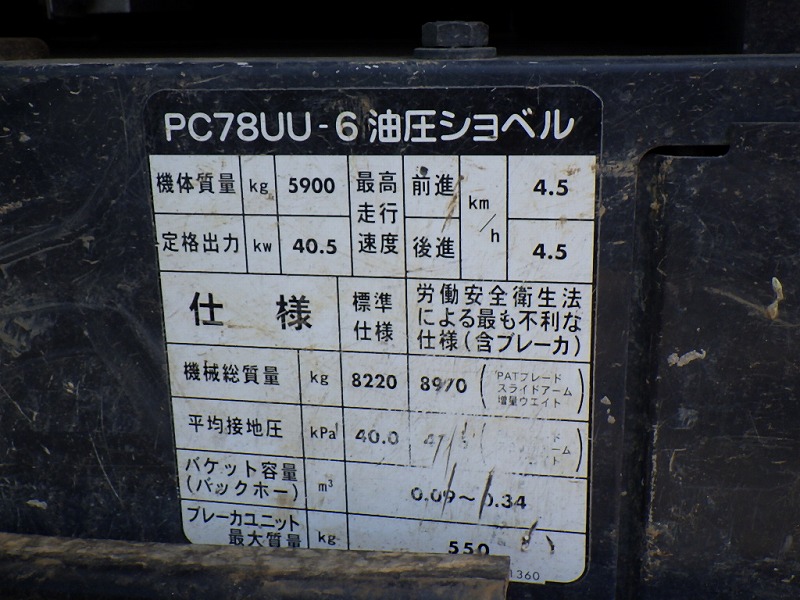 PC78UU-6 油圧ショベル
機体質量 kg 5900 最高走行速度 前進 km/h 4.5
定格出力 kw 40.5 後進 4.5
仕様 標準仕様 労働安全衛生法による最も不利な仕様(含ブレーカ)
機械総質量 kg 8220 8970 (PATブレード スライドアーム 増量ウエイト)
平均接地圧 kPa 40.0
バケット容量(バックホー) m³ 0.09～0.34
ブレーカユニット最大質量 kg 550
1360